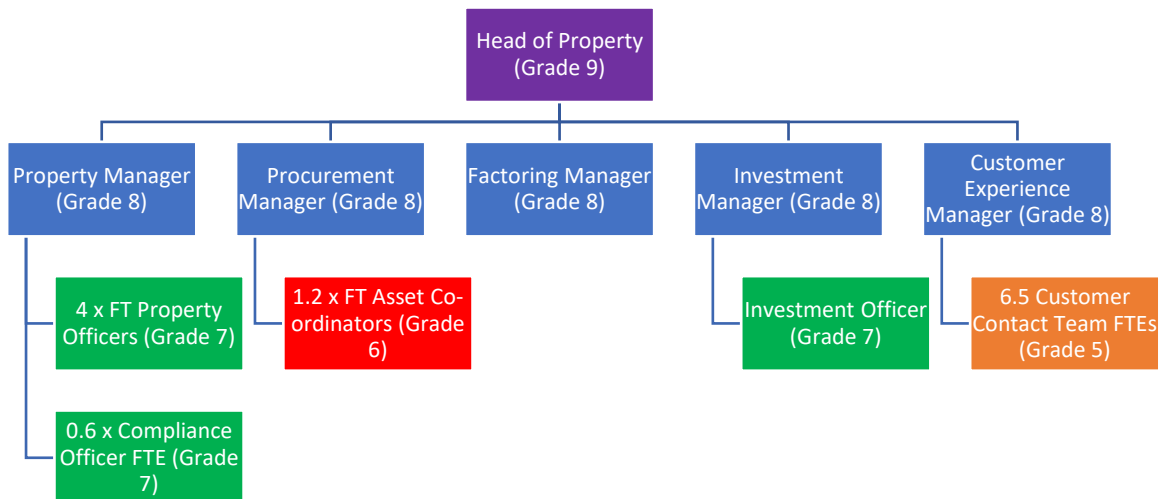 Head of Property
(Grade 9)
Property Manager
(Grade 8)
Procurement
Manager (Grade 8)
Factoring Manager
(Grade 8)
Investment
Manager (Grade 8)
Customer
Experience
Manager (Grade 8)
4 x FT Property
Officers (Grade 7)
0.6 x Compliance
Officer FTE (Grade
7)
1.2 x FT Asset Co-
ordinators (Grade
6)
Investment Officer
(Grade 7)
6.5 Customer
Contact Team FTEs
(Grade 5)